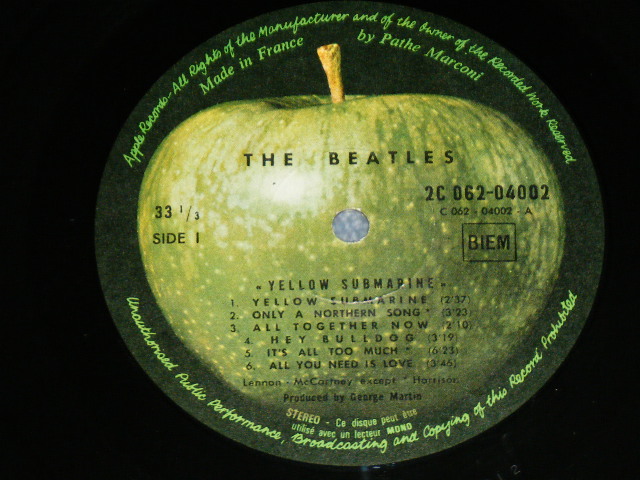 Apple Records - All Rights of the Manufacturer and of the Owner of the Recorded Work Reserved
Made in France by Pathe Marconi
THE BEATLES
2C 062-04002
C 062 - 04002 - A
33 1/3
SIDE 1
BIEM
"YELLOW SUBMARINE"
1. YELLOW SUBMARINE (2'37)
2. ONLY A NORTHERN SONG * (3'23)
3. ALL TOGETHER NOW (2'10)
4. HEY BULLDOG (3'19)
5. IT'S ALL TOO MUCH * (6'23)
6. ALL YOU NEED IS LOVE (3'46)
Lennon - McCartney except * Harrison
Produced by George Martin
STEREO - Ce disque peut être
utilisé avec un lecteur MONO
Unauthorised Public Performance, Broadcasting and Copying of this Record Prohibited